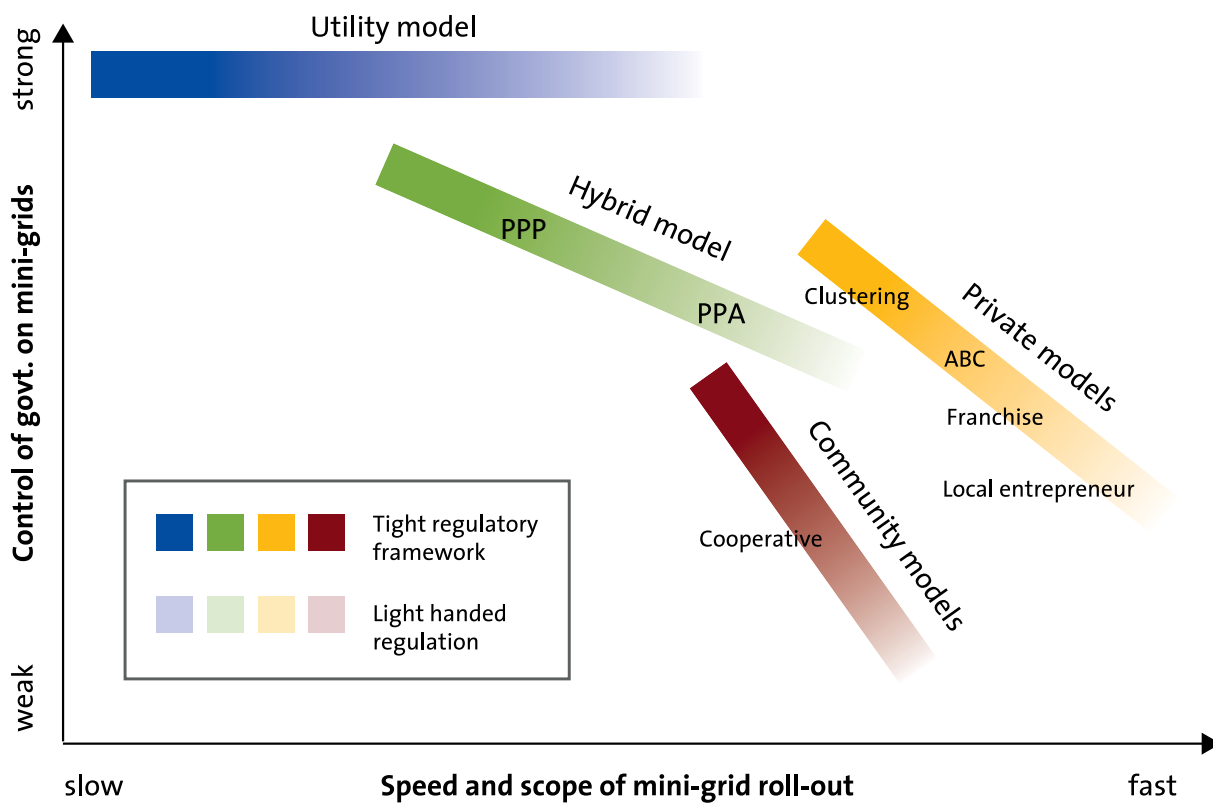 Utility model
strong
Control of govt. on mini-grids
weak
Hybrid model
PPP
PPA
Private models
Clustering
ABC
Franchise
Local entrepreneur
Community models
Cooperative
Tight regulatory
framework
Light handed
regulation
slow
Speed and scope of mini-grid roll-out
fast